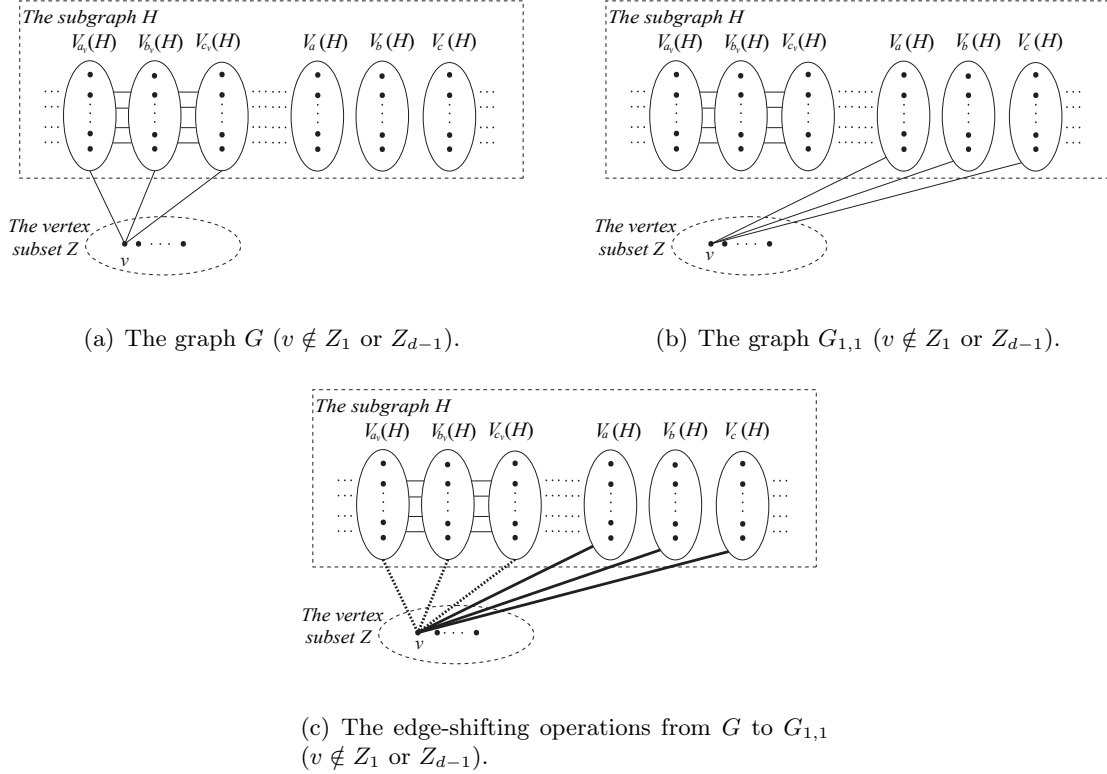 The subgraph H
V_{a_v}(H) V_{b_v}(H) V_{c_v}(H) V_a(H) V_b(H) V_c(H)
The vertex
subset Z
v
(a) The graph G (v ∉ Z_1 or Z_{d−1}).
The subgraph H
V_{a_v}(H) V_{b_v}(H) V_{c_v}(H) V_a(H) V_b(H) V_c(H)
The vertex
subset Z
v
(b) The graph G_{1,1} (v ∉ Z_1 or Z_{d−1}).
The subgraph H
V_{a_v}(H) V_{b_v}(H) V_{c_v}(H) V_a(H) V_b(H) V_c(H)
The vertex
subset Z
v
(c) The edge-shifting operations from G to G_{1,1}
(v ∉ Z_1 or Z_{d−1}).